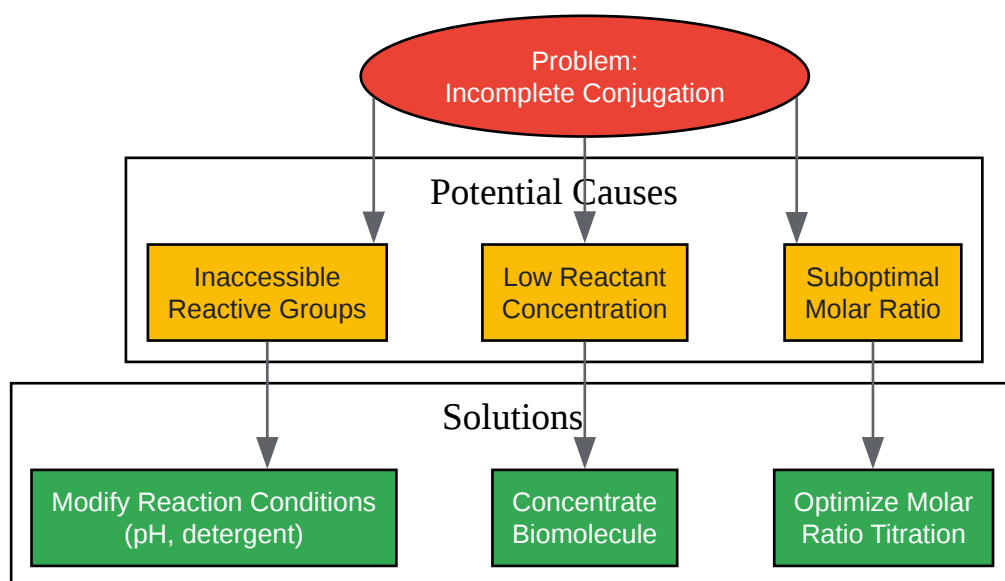 Problem:
Incomplete Conjugation
Potential Causes
Inaccessible
Reactive Groups
Low Reactant
Concentration
Suboptimal
Molar Ratio
Solutions
Modify Reaction Conditions
(pH, detergent)
Concentrate
Biomolecule
Optimize Molar
Ratio Titration